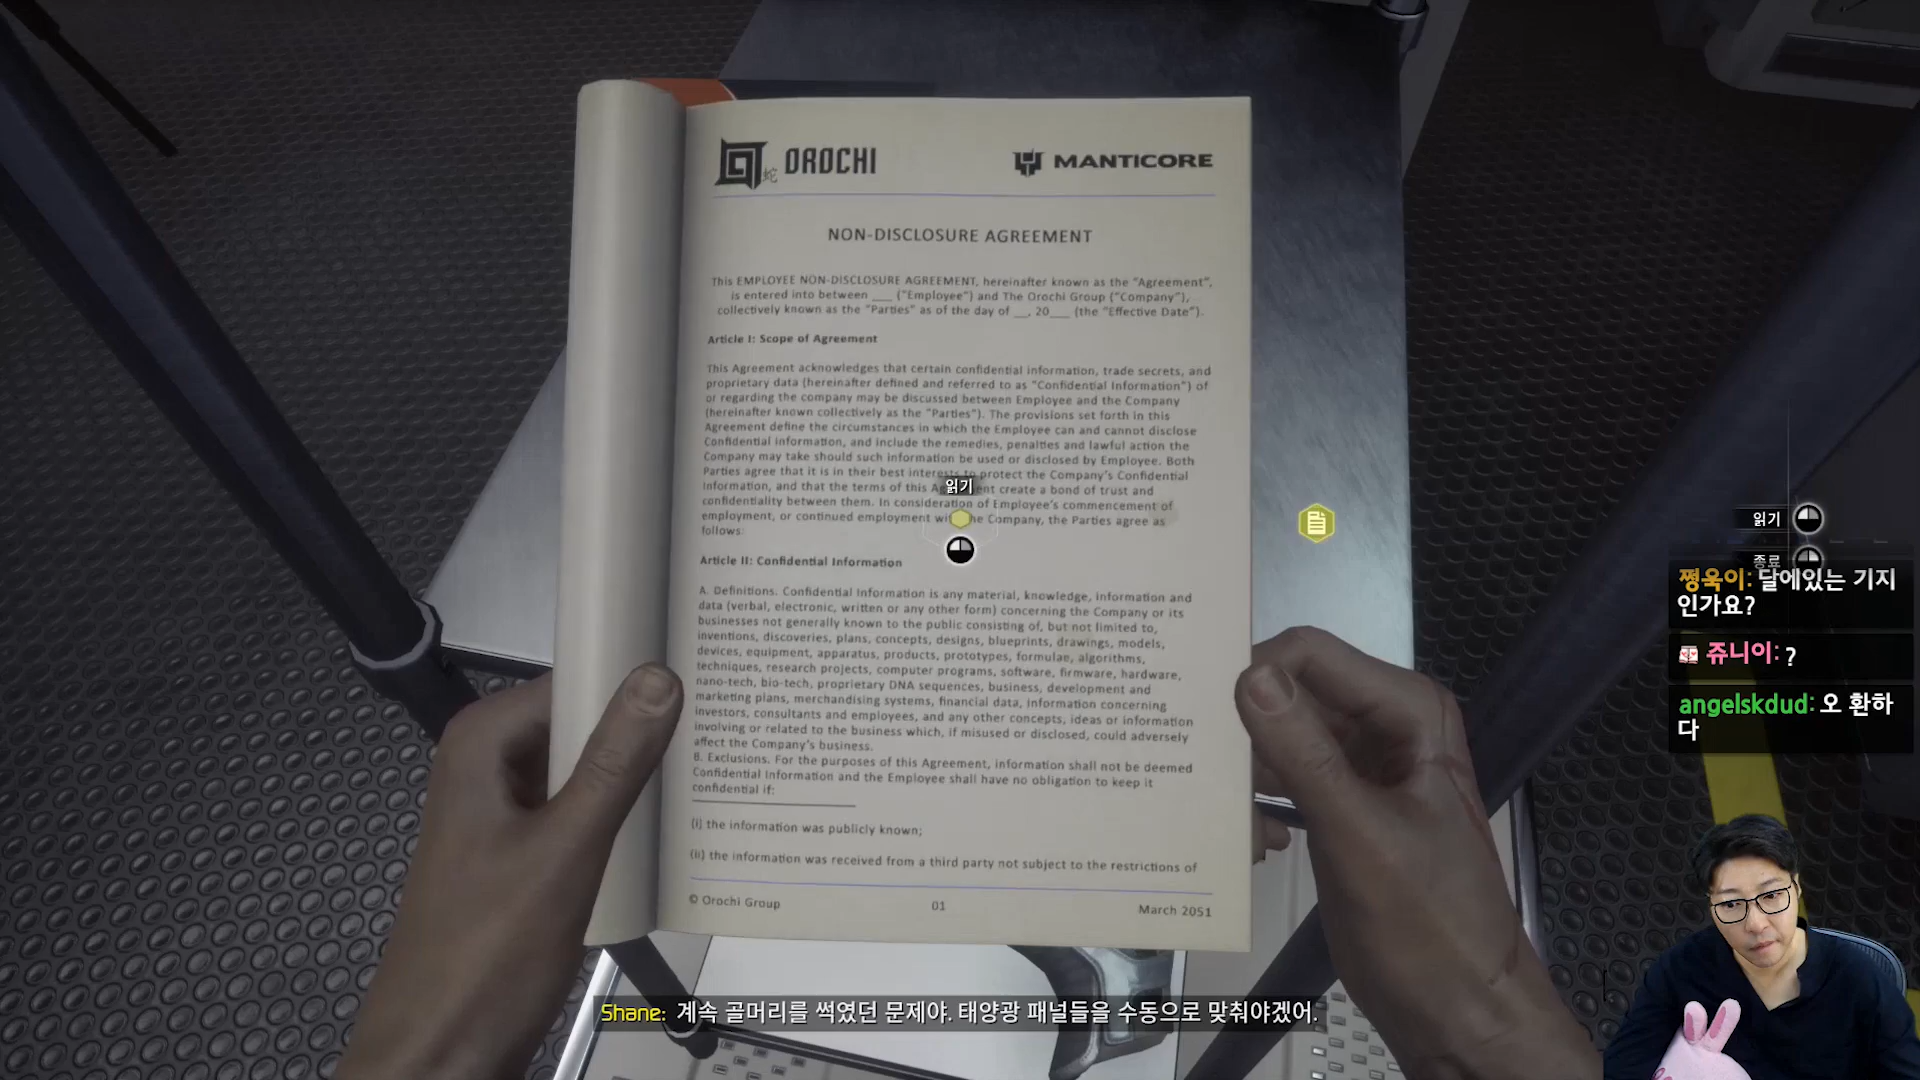 OROCHI
MANTICORE
NON-DISCLOSURE AGREEMENT
This EMPLOYEE NON-DISCLOSURE AGREEMENT, hereinafter known as the "Agreement",
is entered into between ___ ("Employee") and The Orochi Group ("Company"),
collectively known as the "Parties" as of the day of __, 20___ (the "Effective Date").
Article I: Scope of Agreement
This Agreement acknowledges that certain confidential information, trade secrets, and
proprietary data (hereinafter defined and referred to as "Confidential Information") of
or regarding the company may be discussed between Employee and the Company
(hereinafter known collectively as the "Parties"). The provisions set forth in this
Agreement define the circumstances in which the Employee can and cannot disclose
Confidential Information, and include the remedies, penalties and lawful action the
Company may take should such information be used or disclosed by Employee. Both
Parties agree that it is in their best interests to protect the Company's Confidential
Information, and that the terms of this create a bond of trust and
confidentiality between them. In consideration of Employee's commencement of
employment, or continued employment the Company, the Parties agree as
follows:
읽기
Article II: Confidential Information
A. Definitions. Confidential Information is any material, knowledge, information and
data (verbal, electronic, written or any other form) concerning the Company or its
businesses not generally known to the public consisting of, but not limited to,
inventions, discoveries, plans, concepts, designs, blueprints, drawings, models,
devices, equipment, apparatus, products, prototypes, formulae, algorithms,
techniques, research projects, computer programs, software, firmware, hardware,
nano-tech, bio-tech, proprietary DNA sequences, business, development and
marketing plans, merchandising systems, financial data, information concerning
investors, consultants and employees, and any other concepts, ideas or information
involving or related to the business which, if misused or disclosed, could adversely
affect the Company's business.
B. Exclusions. For the purposes of this Agreement, information shall not be deemed
Confidential Information and the Employee shall have no obligation to keep it
confidential if:
(i) the information was publicly known;
(ii) the information was received from a third party not subject to the restrictions of
© Orochi Group
01
March 2051
읽기
종료
쩡욱이: 달에있는 기지
인가요?
쥬니이: ?
angelskdud: 오 환하
다
Shane: 계속 골머리를 썩였던 문제야. 태양광 패널들을 수동으로 맞춰야겠어.